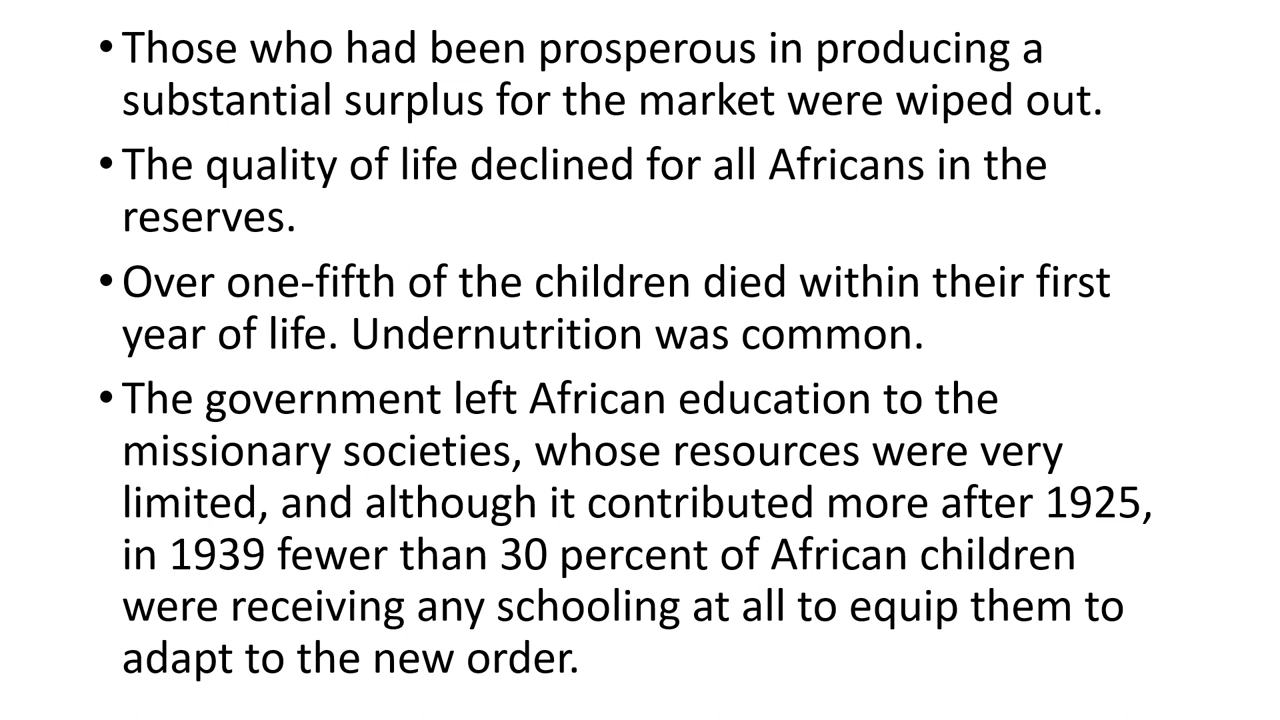 • Those who had been prosperous in producing a
substantial surplus for the market were wiped out.
• The quality of life declined for all Africans in the
reserves.
• Over one-fifth of the children died within their first
year of life. Undernutrition was common.
• The government left African education to the
missionary societies, whose resources were very
limited, and although it contributed more after 1925,
in 1939 fewer than 30 percent of African children
were receiving any schooling at all to equip them to
adapt to the new order.